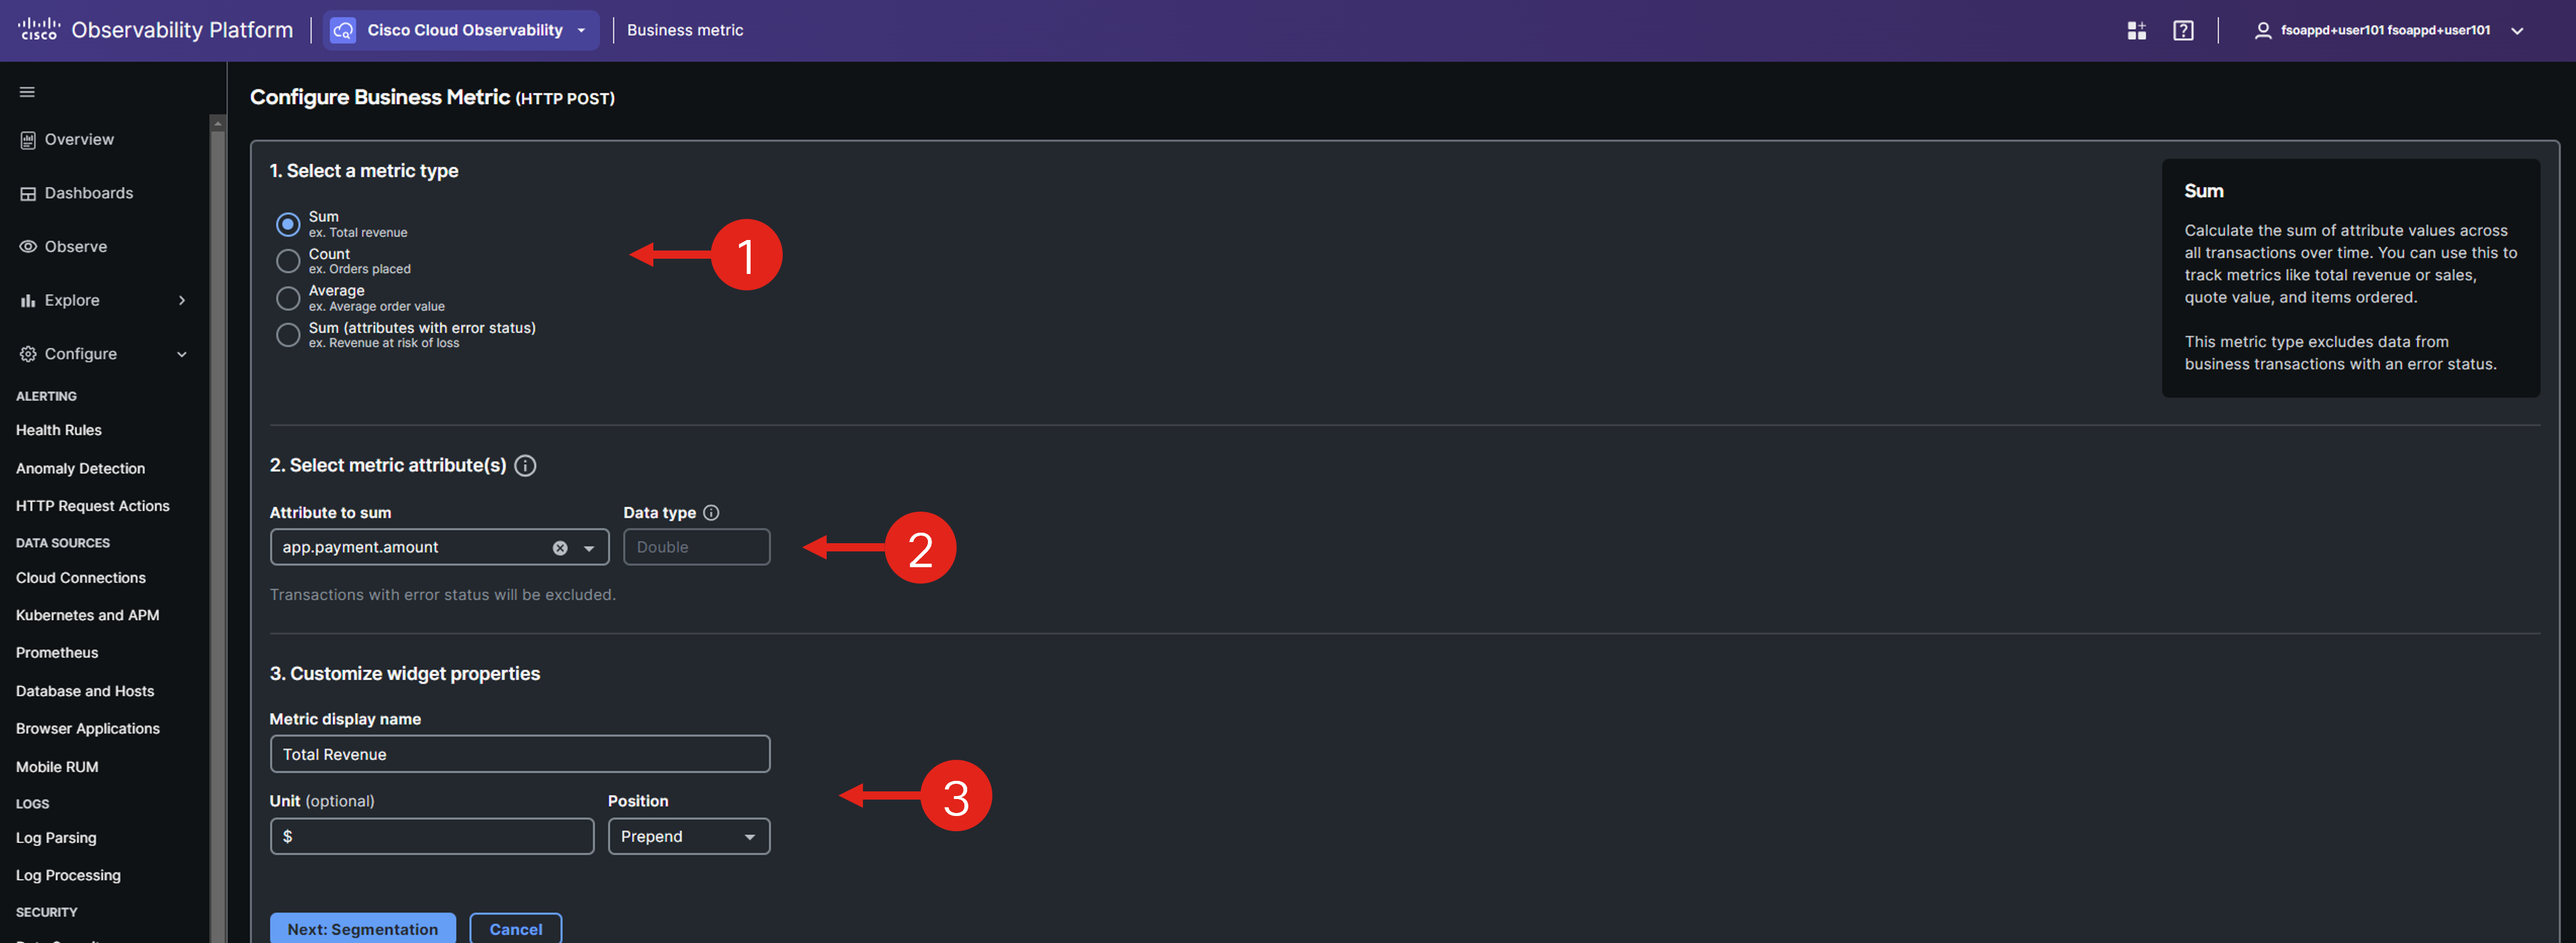 CISCO Observability Platform
Cisco Cloud Observability
Business metric
fsoappd+user101 fsoappd+user101
Overview
Dashboards
Observe
Explore
Configure
ALERTING
Health Rules
Anomaly Detection
HTTP Request Actions
DATA SOURCES
Cloud Connections
Kubernetes and APM
Prometheus
Database and Hosts
Browser Applications
Mobile RUM
LOGS
Log Parsing
Log Processing
SECURITY
Configure Business Metric (HTTP POST)
1. Select a metric type
Sum
ex. Total revenue
Count
ex. Orders placed
Average
ex. Average order value
Sum (attributes with error status)
ex. Revenue at risk of loss
1
Sum
Calculate the sum of attribute values across
all transactions over time. You can use this to
track metrics like total revenue or sales,
quote value, and items ordered.
This metric type excludes data from
business transactions with an error status.
2. Select metric attribute(s)
Attribute to sum
Data type
app.payment.amount
Double
2
Transactions with error status will be excluded.
3. Customize widget properties
Metric display name
Total Revenue
3
Unit (optional)
Position
$
Prepend
Next: Segmentation
Cancel